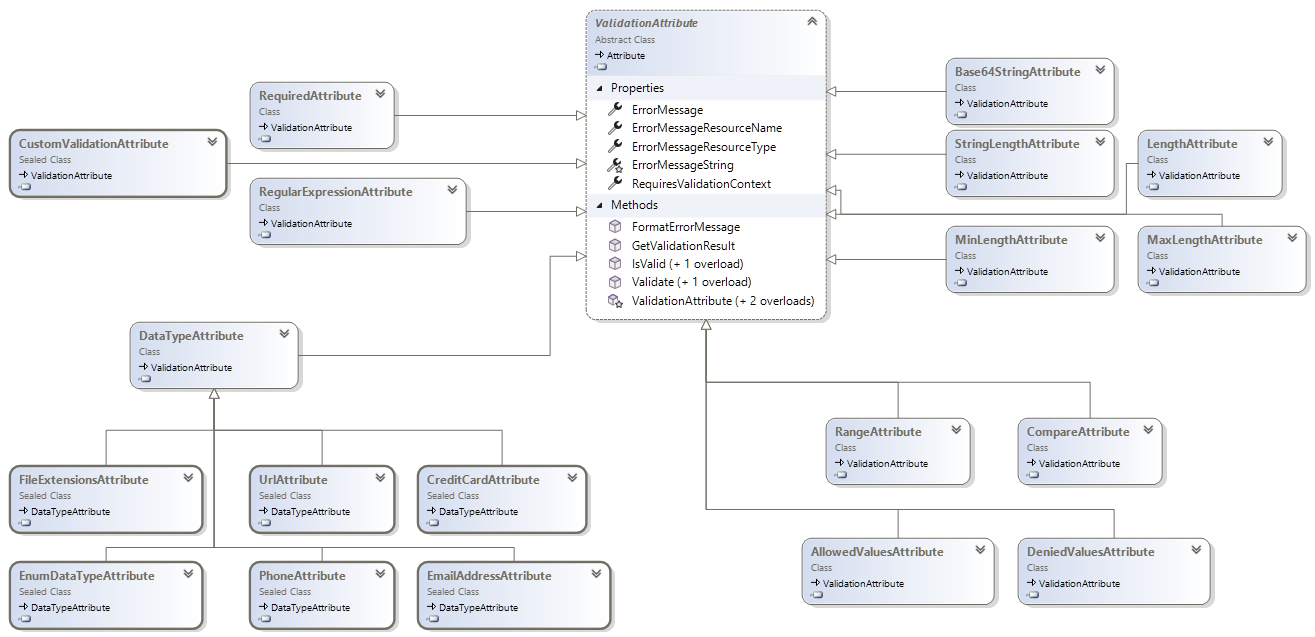 ValidationAttribute
Abstract Class
Attribute
Properties
ErrorMessage
ErrorMessageResourceName
ErrorMessageResourceType
ErrorMessageString
RequiresValidationContext
Methods
FormatErrorMessage
GetValidationResult
IsValid (+ 1 overload)
Validate (+ 1 overload)
ValidationAttribute (+ 2 overloads)
RequiredAttribute
Class
ValidationAttribute
CustomValidationAttribute
Sealed Class
ValidationAttribute
RegularExpressionAttribute
Class
ValidationAttribute
Base64StringAttribute
Class
ValidationAttribute
StringLengthAttribute
Class
ValidationAttribute
LengthAttribute
Class
ValidationAttribute
MinLengthAttribute
Class
ValidationAttribute
MaxLengthAttribute
Class
ValidationAttribute
DataTypeAttribute
Class
ValidationAttribute
RangeAttribute
Class
ValidationAttribute
CompareAttribute
Class
ValidationAttribute
FileExtensionsAttribute
Sealed Class
DataTypeAttribute
UrlAttribute
Sealed Class
DataTypeAttribute
CreditCardAttribute
Sealed Class
DataTypeAttribute
AllowedValuesAttribute
Class
ValidationAttribute
DeniedValuesAttribute
Class
ValidationAttribute
EnumDataTypeAttribute
Sealed Class
DataTypeAttribute
PhoneAttribute
Sealed Class
DataTypeAttribute
EmailAddressAttribute
Sealed Class
DataTypeAttribute